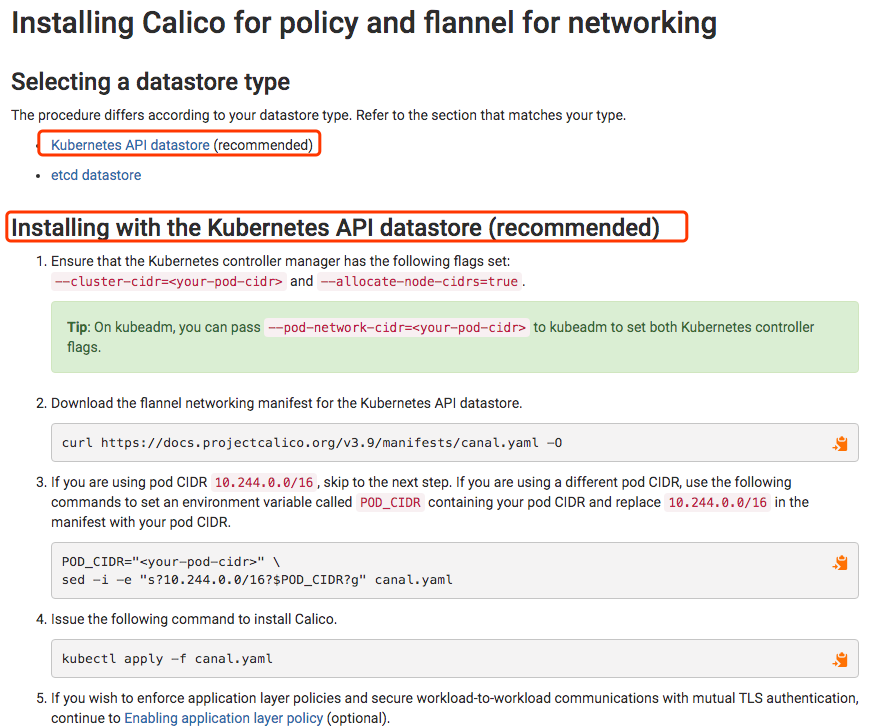 Installing Calico for policy and flannel for networking
Selecting a datastore type
The procedure differs according to your datastore type. Refer to the section that matches your type.
• Kubernetes API datastore (recommended)
• etcd datastore
Installing with the Kubernetes API datastore (recommended)
1. Ensure that the Kubernetes controller manager has the following flags set:
--cluster-cidr=<your-pod-cidr> and --allocate-node-cidrs=true.
Tip: On kubeadm, you can pass --pod-network-cidr=<your-pod-cidr> to kubeadm to set both Kubernetes controller
flags.
2. Download the flannel networking manifest for the Kubernetes API datastore.
curl https://docs.projectcalico.org/v3.9/manifests/canal.yaml -O
3. If you are using pod CIDR 10.244.0.0/16, skip to the next step. If you are using a different pod CIDR, use the following
commands to set an environment variable called POD_CIDR containing your pod CIDR and replace 10.244.0.0/16 in the
manifest with your pod CIDR.
POD_CIDR="<your-pod-cidr>" \
sed -i -e "s?10.244.0.0/16?$POD_CIDR?g" canal.yaml
4. Issue the following command to install Calico.
kubectl apply -f canal.yaml
5. If you wish to enforce application layer policies and secure workload-to-workload communications with mutual TLS authentication,
continue to Enabling application layer policy (optional).